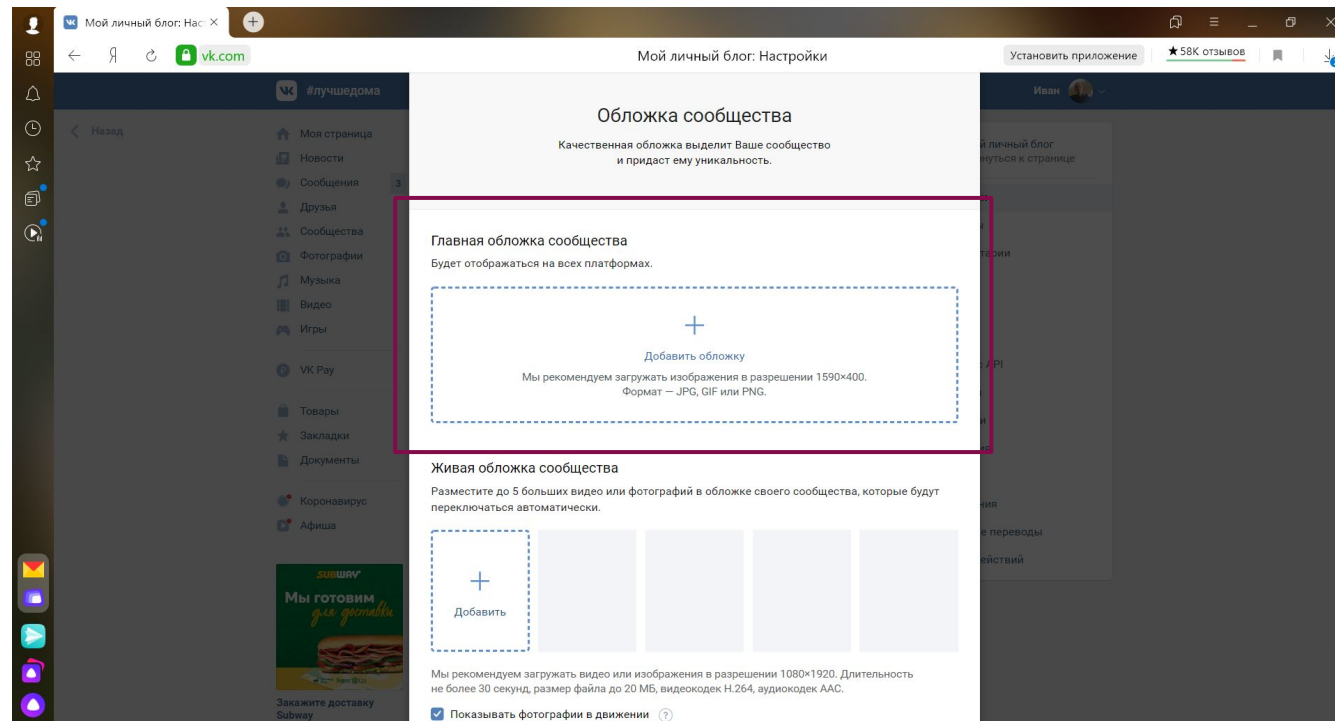 Мой личный блог: Нас
vk.com
Мой личный блог: Настройки
Установить приложение
★ 58K отзывов
#лучшедома
Иван
Назад
Моя страница
Новости
Сообщения 3
Друзья
Сообщества
Фотографии
Музыка
Видео
Игры
VK Pay
Товары
Закладки
Документы
Коронавирус
Афиша
SUBWAY
Мы готовим
для доставки
Закажите доставку
Subway
Обложка сообщества
Качественная обложка выделит Ваше сообщество
и придаст ему уникальность.
Главная обложка сообщества
Будет отображаться на всех платформах.
Добавить обложку
Мы рекомендуем загружать изображения в разрешении 1590×400.
Формат — JPG, GIF или PNG.
Живая обложка сообщества
Разместите до 5 больших видео или фотографий в обложке своего сообщества, которые будут
переключаться автоматически.
Добавить
Мы рекомендуем загружать видео или изображения в разрешении 1080×1920. Длительность
не более 30 секунд, размер файла до 20 МБ, видеокодек H.264, аудиокодек AAC.
Показывать фотографии в движении
й личный блог
нуться к странице
тарии
API
ния
е переводы
ействий